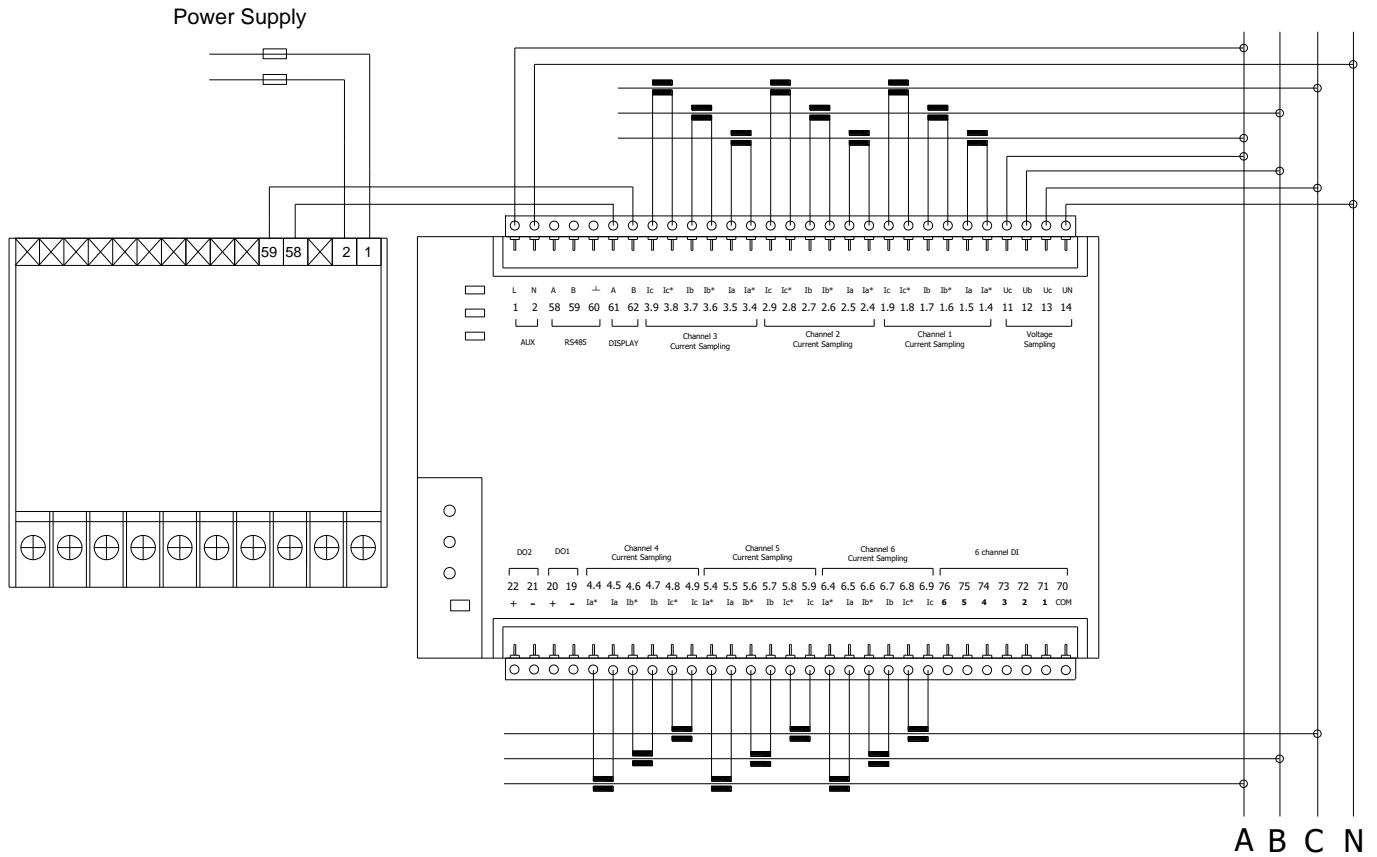 Power Supply
59 58 2 1
L N A B ⏊ A B Ic Ic* Ib Ib* Ia Ia* Ic Ic* Ib Ib* Ia Ia* Ic Ic* Ib Ib* Ia Ia* Uc Ub Uc UN
1 2 58 59 60 61 62 3.9 3.8 3.7 3.6 3.5 3.4 2.9 2.8 2.7 2.6 2.5 2.4 1.9 1.8 1.7 1.6 1.5 1.4 11 12 13 14
AUX RS485 DISPLAY
Channel 3
Current Sampling
Channel 2
Current Sampling
Channel 1
Current Sampling
Voltage
Sampling
DO2 DO1
Channel 4
Current Sampling
Channel 5
Current Sampling
Channel 6
Current Sampling
6 channel DI
22 21 20 19 4.4 4.5 4.6 4.7 4.8 4.9 5.4 5.5 5.6 5.7 5.8 5.9 6.4 6.5 6.6 6.7 6.8 6.9 76 75 74 73 72 71 70
+ - + - Ia* Ia Ib* Ib Ic* Ic Ia* Ia Ib* Ib Ic* Ic Ia* Ia Ib* Ib Ic* Ic 6 5 4 3 2 1 COM
A B C N